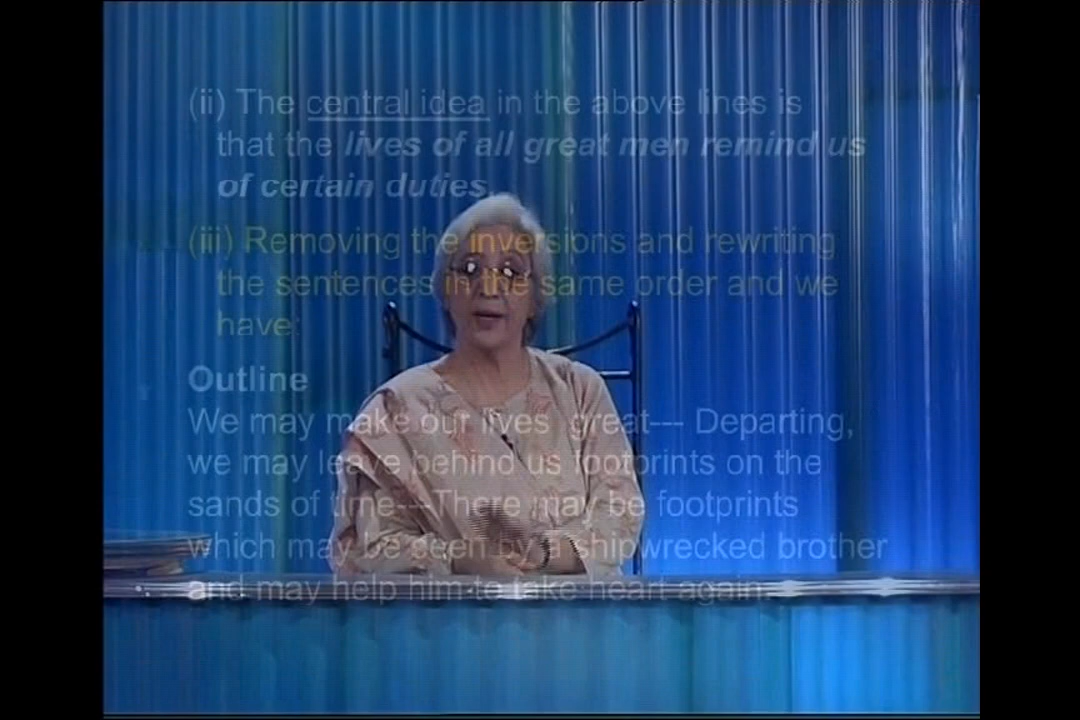 (ii) The central idea in the above lines is
that the lives of all great men remind us
of certain duties.
(iii) Removing the inversions and rewriting
the sentences in the same order and we
have:
Outline
We may make our lives great--- Departing,
we may leave behind us footprints on the
sands of time---There may be footprints
which may be seen by a shipwrecked brother
and may help him to take heart again